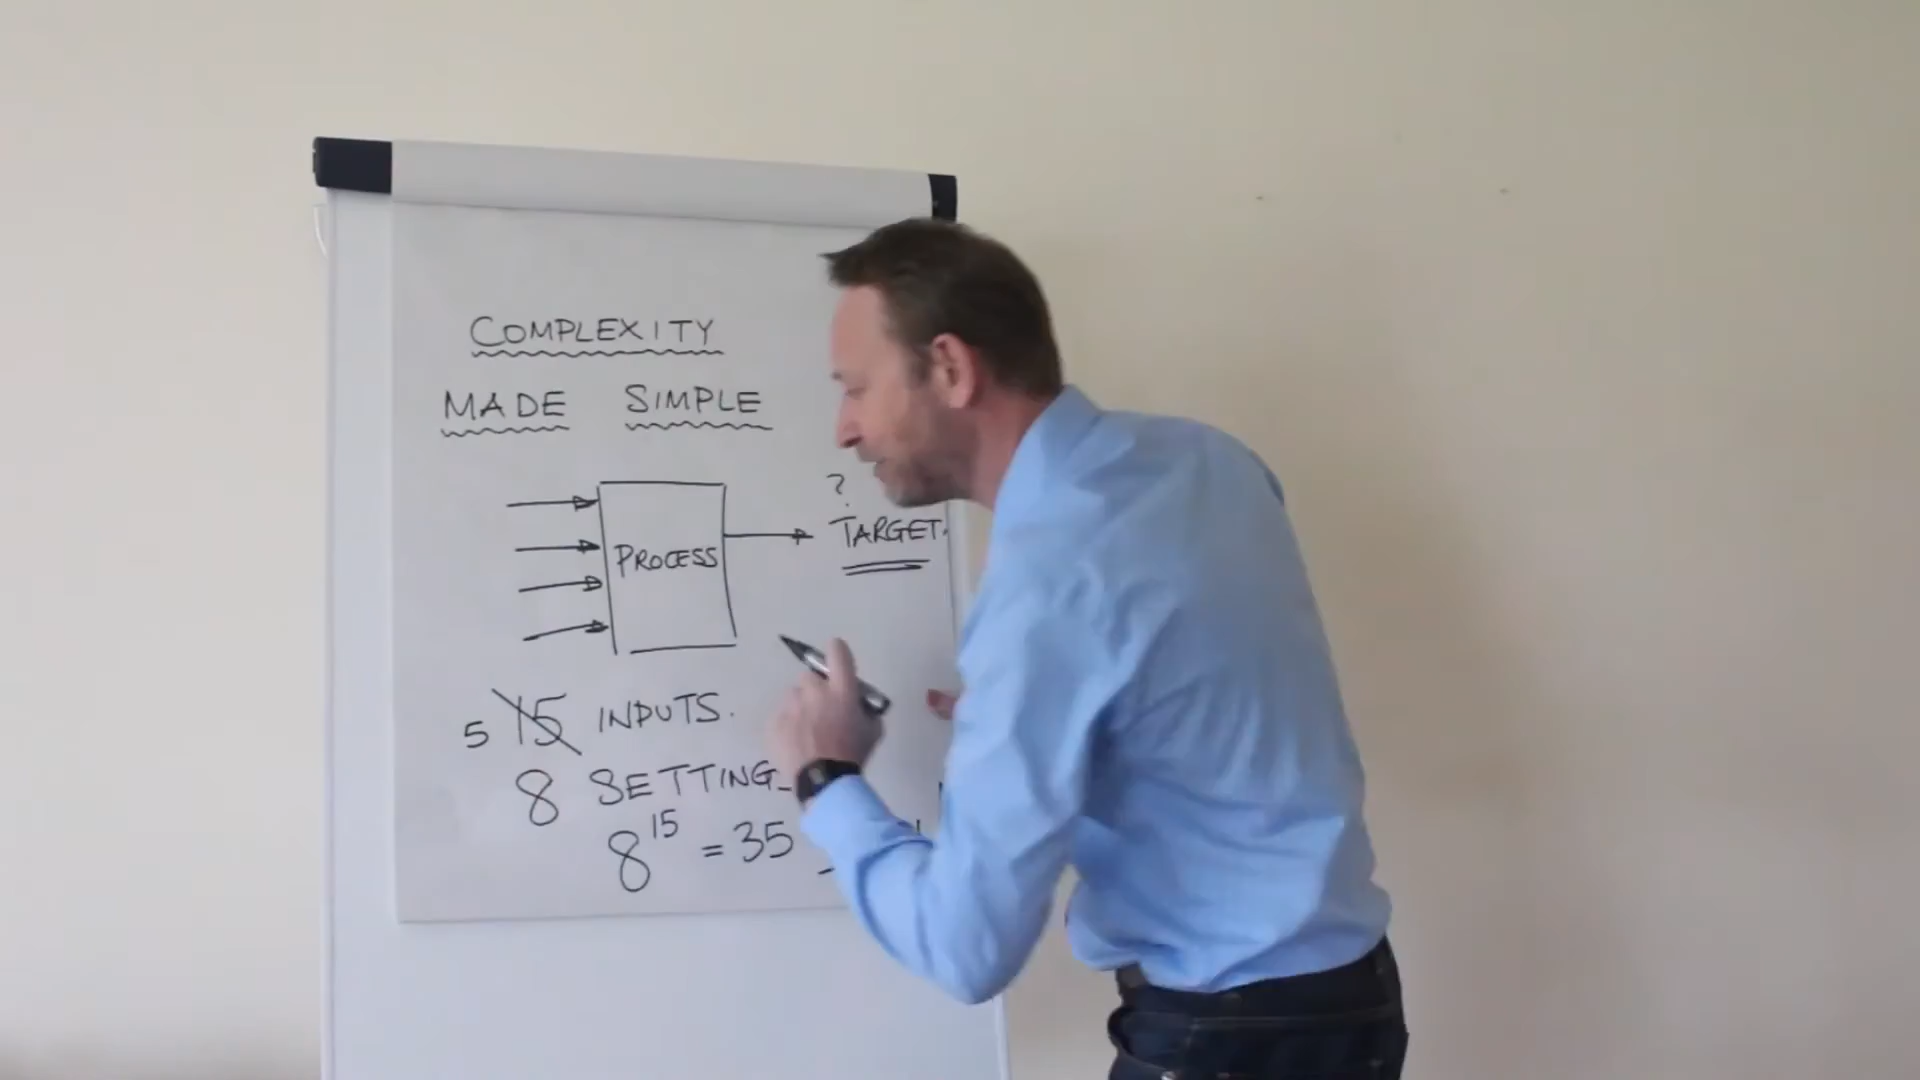 COMPLEXITY
MADE SIMPLE
?
PROCESS
TARGET.
5 15 INPUTS.
8 SETTING
8^15 = 35